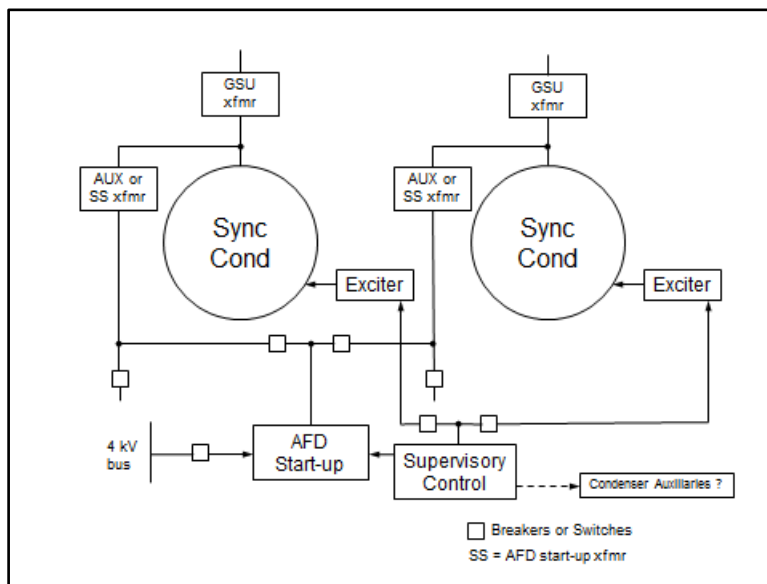 GSU
xfmr
GSU
xfmr
AUX or
SS xfmr
AUX or
SS xfmr
Sync
Cond
Sync
Cond
Exciter
Exciter
4 kV
bus
AFD
Start-up
Supervisory
Control
Condenser Auxiliaries ?
Breakers or Switches
SS = AFD start-up xfmr